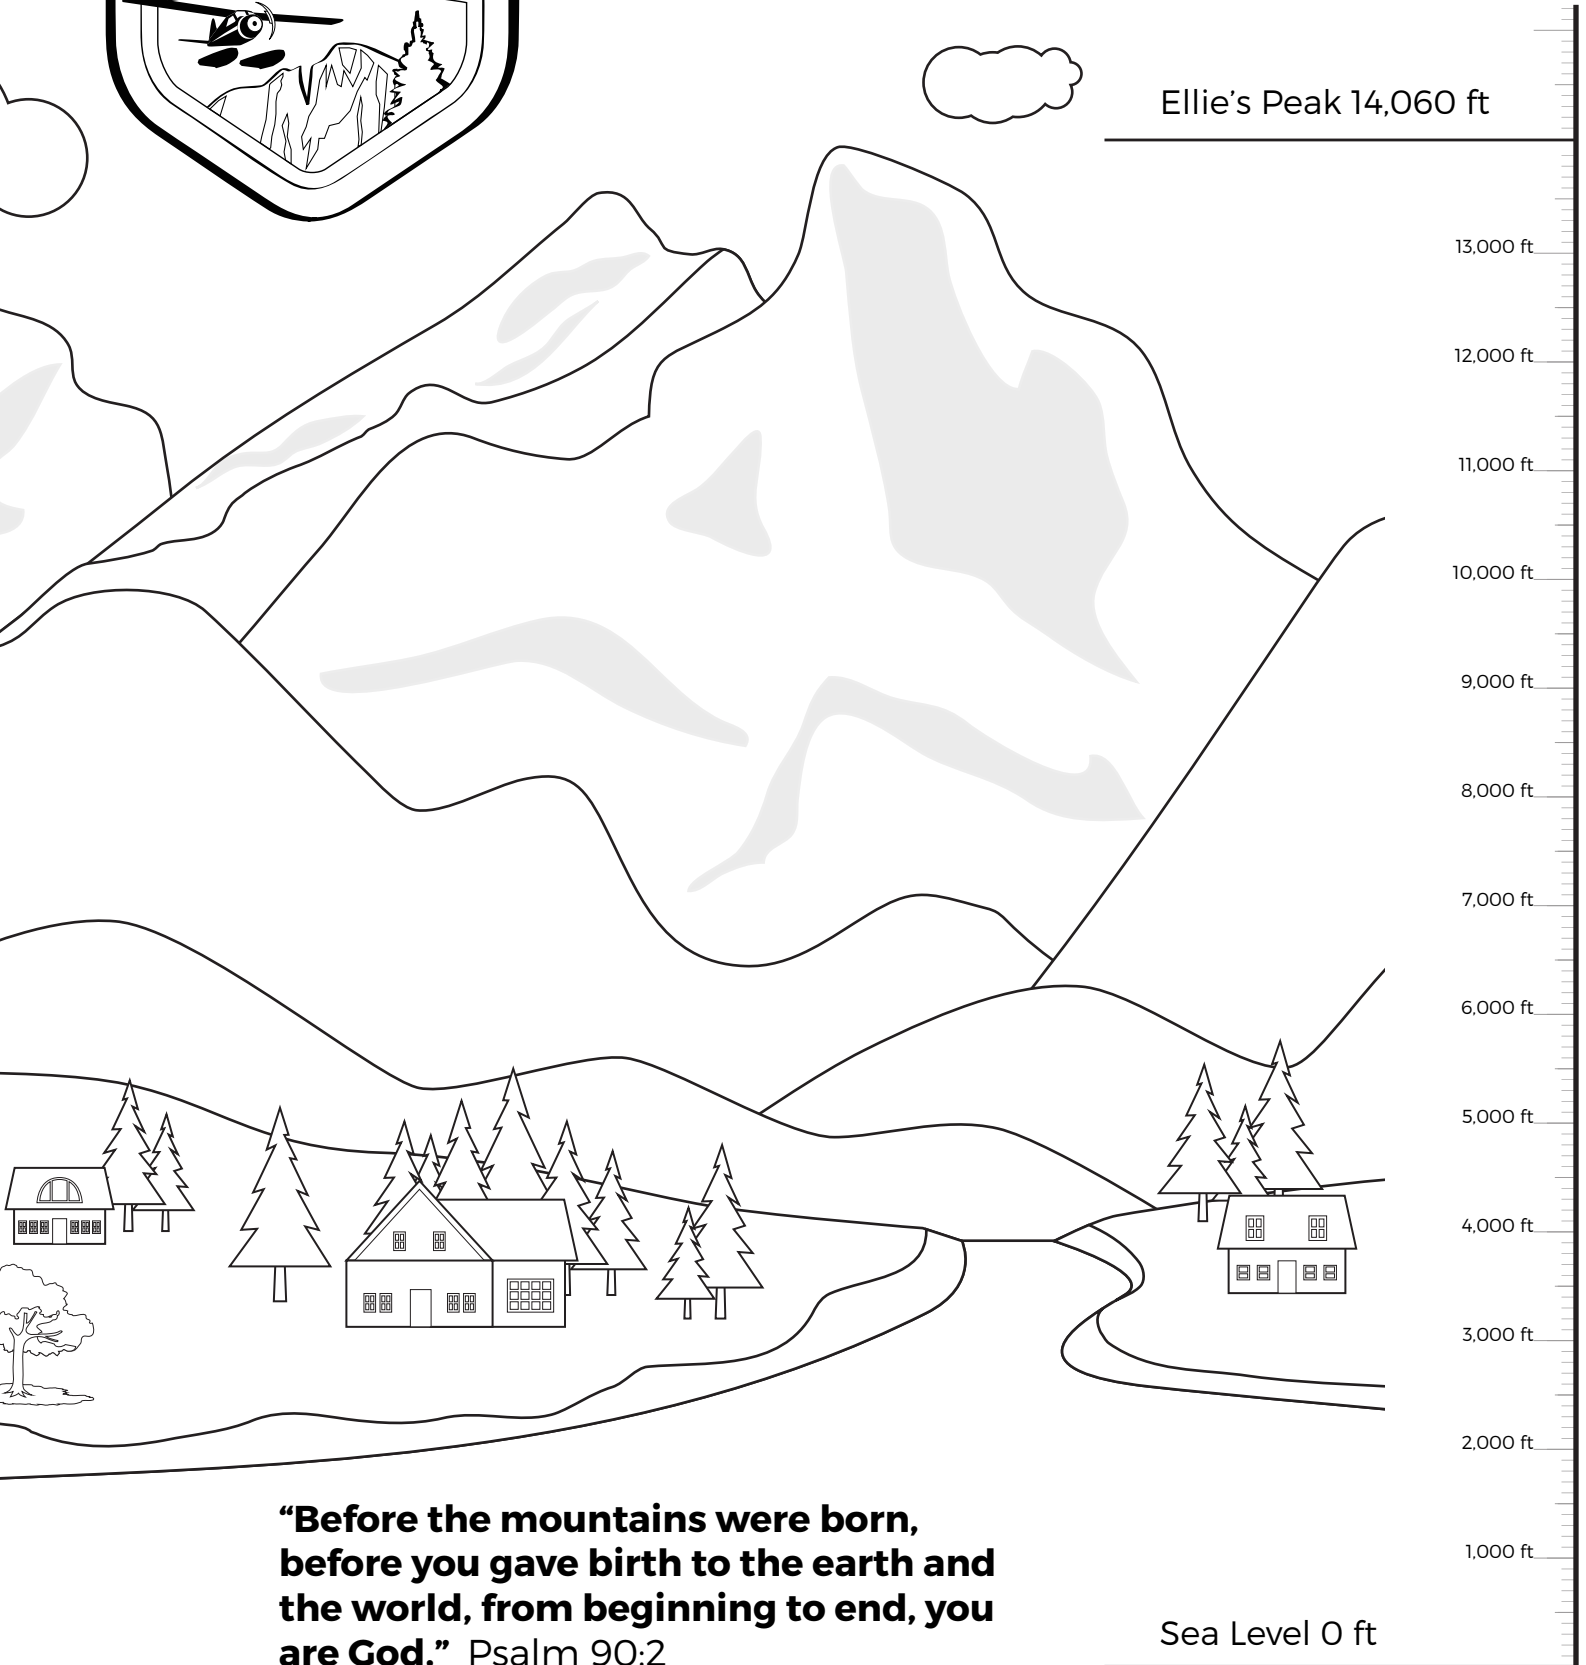 Ellie’s Peak 14,060 ft
13,000 ft
12,000 ft
11,000 ft
10,000 ft
9,000 ft
8,000 ft
7,000 ft
6,000 ft
5,000 ft
4,000 ft
3,000 ft
2,000 ft
1,000 ft
“Before the mountains were born,
before you gave birth to the earth and
the world, from beginning to end, you
are God.” Psalm 90:2
Sea Level 0 ft